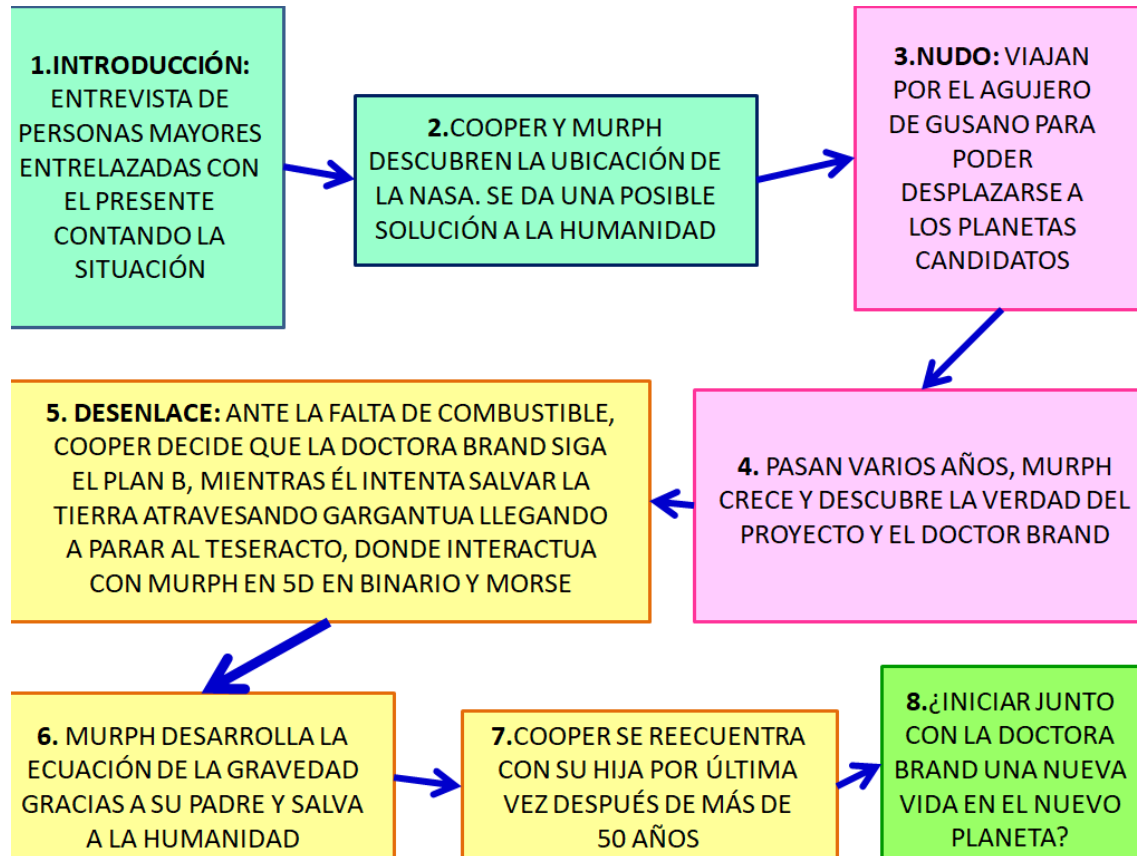 1.INTRODUCCIÓN:
ENTREVISTA DE
PERSONAS MAYORES
ENTRELAZADAS CON
EL PRESENTE
CONTANDO LA
SITUACIÓN
2.COOPER Y MURPH
DESCUBREN LA UBICACIÓN DE
LA NASA. SE DA UNA POSIBLE
SOLUCIÓN A LA HUMANIDAD
3.NUDO: VIAJAN
POR EL AGUJERO
DE GUSANO PARA
PODER
DESPLAZARSE A
LOS PLANETAS
CANDIDATOS
4. PASAN VARIOS AÑOS, MURPH
CRECE Y DESCUBRE LA VERDAD DEL
PROYECTO Y EL DOCTOR BRAND
5. DESENLACE: ANTE LA FALTA DE COMBUSTIBLE,
COOPER DECIDE QUE LA DOCTORA BRAND SIGA
EL PLAN B, MIENTRAS ÉL INTENTA SALVAR LA
TIERRA ATRAVESANDO GARGANTUA LLEGANDO
A PARAR AL TESERACTO, DONDE INTERACTUA
CON MURPH EN 5D EN BINARIO Y MORSE
6. MURPH DESARROLLA LA
ECUACIÓN DE LA GRAVEDAD
GRACIAS A SU PADRE Y SALVA
A LA HUMANIDAD
7.COOPER SE REECUENTRA
CON SU HIJA POR ÚLTIMA
VEZ DESPUÉS DE MÁS DE
50 AÑOS
8.¿INICIAR JUNTO
CON LA DOCTORA
BRAND UNA NUEVA
VIDA EN EL NUEVO
PLANETA?